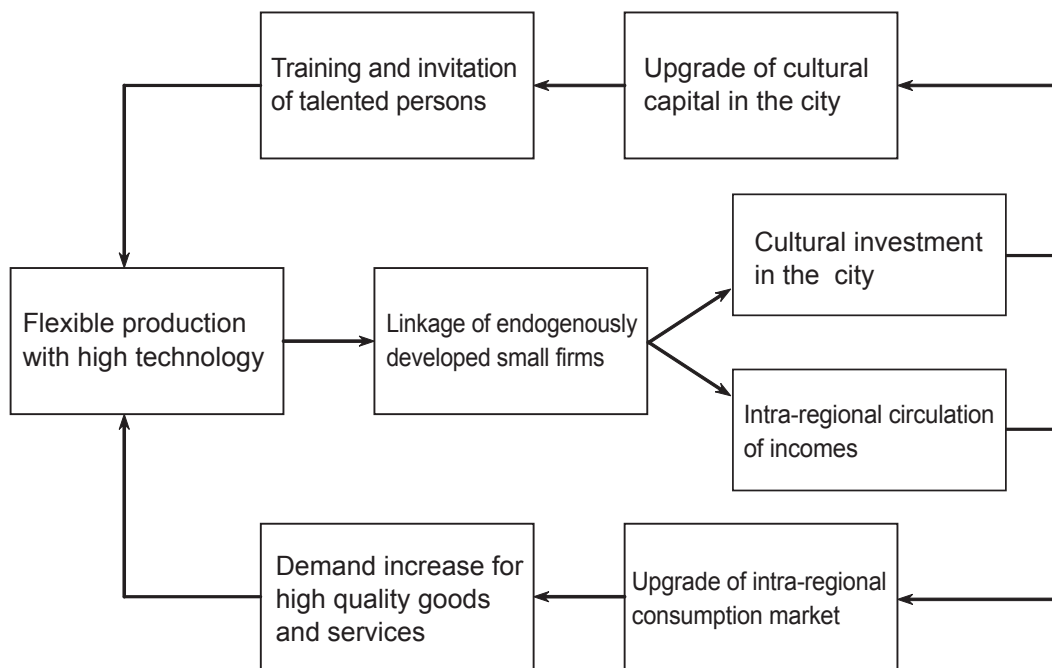 Training and invitation
of talented persons
Upgrade of cultural
capital in the city
Cultural investment
in the city
Flexible production
with high technology
Linkage of endogenously
developed small firms
Intra-regional circulation
of incomes
Demand increase for
high quality goods
and services
Upgrade of intra-regional
consumption market